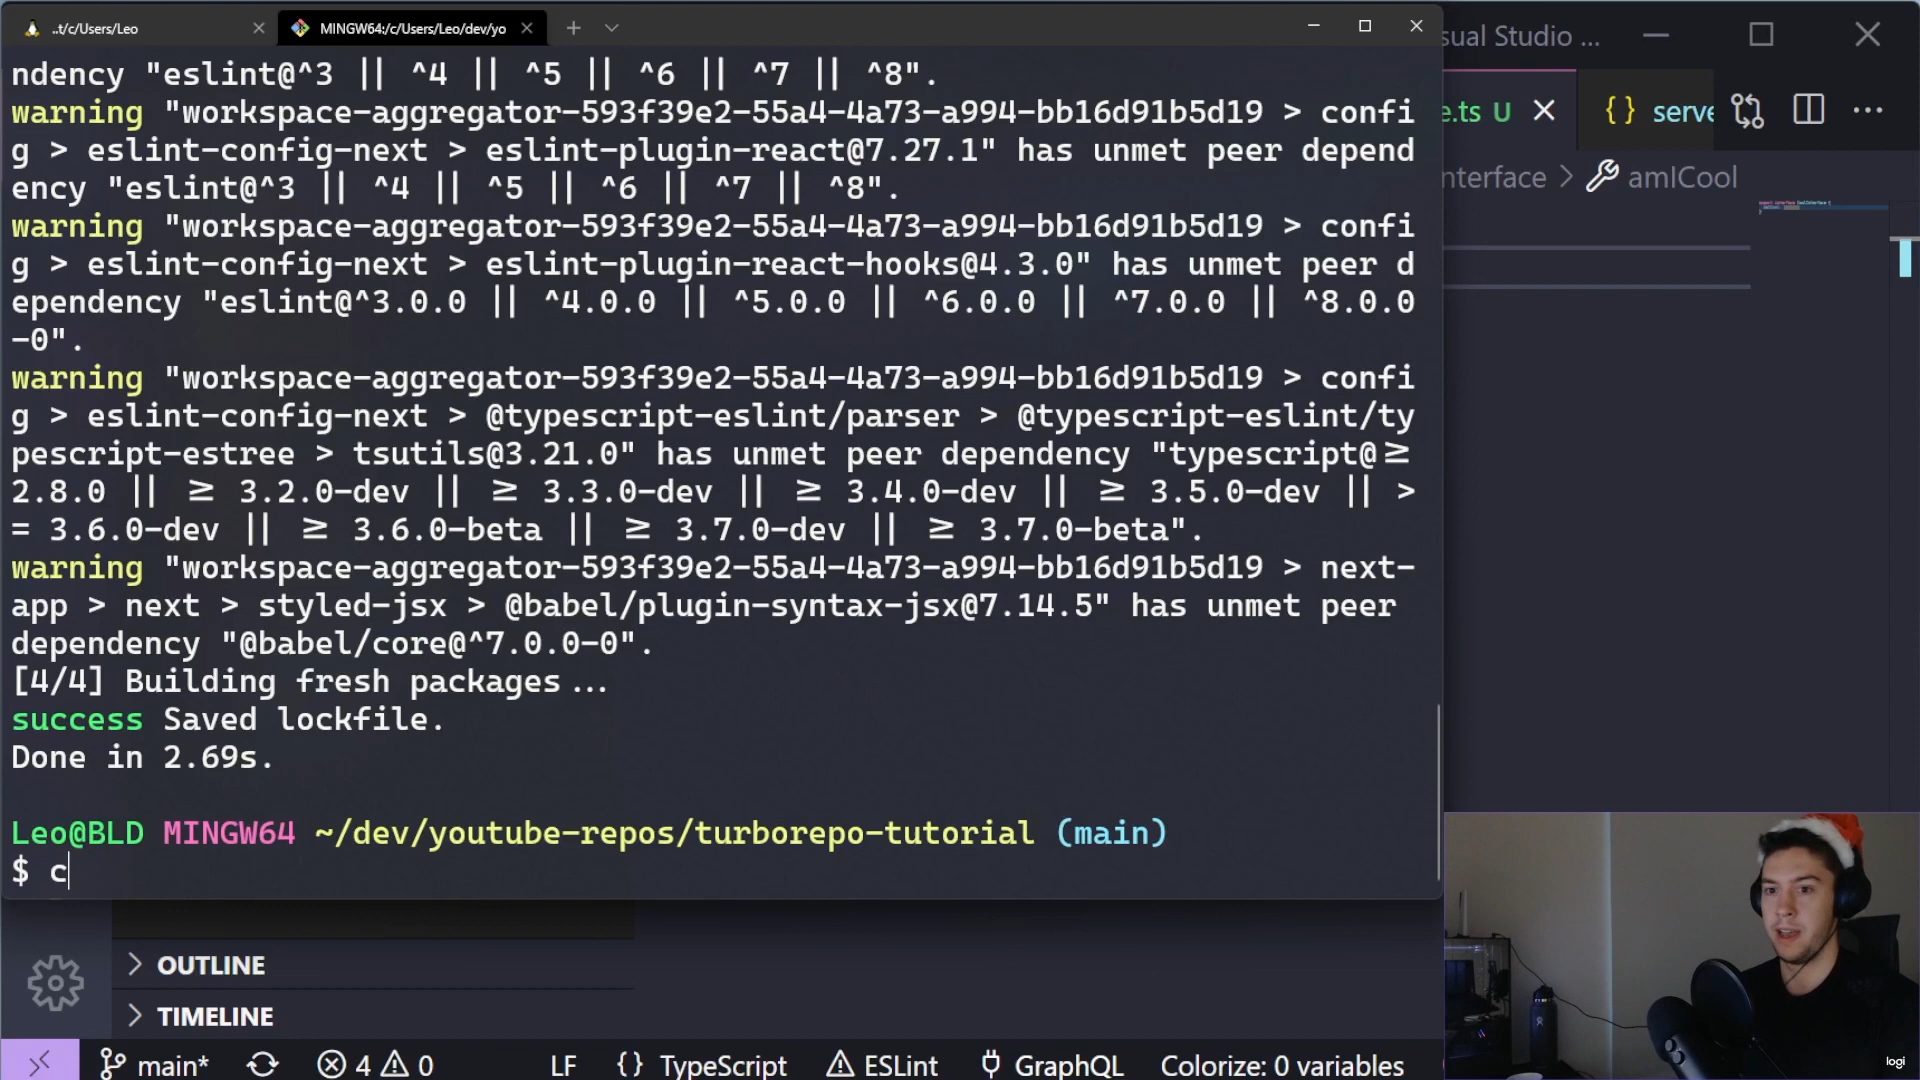 ..t/c/Users/Leo
MINGW64:/c/Users/Leo/dev/yo
sual Studio ...
ndency "eslint@^3 || ^4 || ^5 || ^6 || ^7 || ^8".
warning "workspace-aggregator-593f39e2-55a4-4a73-a994-bb16d91b5d19 > confi
g > eslint-config-next > eslint-plugin-react@7.27.1" has unmet peer depend
ency "eslint@^3 || ^4 || ^5 || ^6 || ^7 || ^8".
warning "workspace-aggregator-593f39e2-55a4-4a73-a994-bb16d91b5d19 > confi
g > eslint-config-next > eslint-plugin-react-hooks@4.3.0" has unmet peer d
ependency "eslint@^3.0.0 || ^4.0.0 || ^5.0.0 || ^6.0.0 || ^7.0.0 || ^8.0.0
-0".
warning "workspace-aggregator-593f39e2-55a4-4a73-a994-bb16d91b5d19 > confi
g > eslint-config-next > @typescript-eslint/parser > @typescript-eslint/ty
pescript-estree > tsutils@3.21.0" has unmet peer dependency "typescript@≥
2.8.0 || ≥ 3.2.0-dev || ≥ 3.3.0-dev || ≥ 3.4.0-dev || ≥ 3.5.0-dev || >
= 3.6.0-dev || ≥ 3.6.0-beta || ≥ 3.7.0-dev || ≥ 3.7.0-beta".
warning "workspace-aggregator-593f39e2-55a4-4a73-a994-bb16d91b5d19 > next-
app > next > styled-jsx > @babel/plugin-syntax-jsx@7.14.5" has unmet peer
dependency "@babel/core@^7.0.0-0".
[4/4] Building fresh packages...
success Saved lockfile.
Done in 2.69s.
Leo@BLD MINGW64 ~/dev/youtube-repos/turborepo-tutorial (main)
$ c
e.ts U
{} serve
nterface > amICool
OUTLINE
TIMELINE
main* 4 0 LF {} TypeScript ESLint GraphQL Colorize: 0 variables
logi